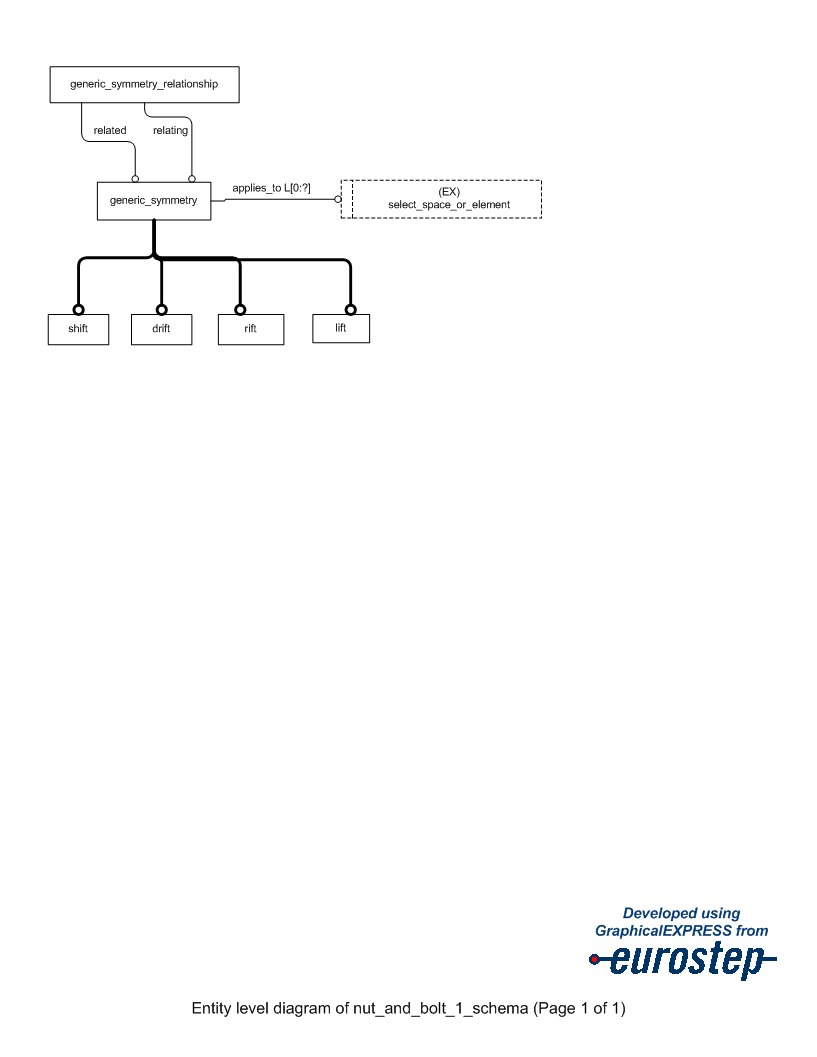 generic_symmetry_relationship
related
relating
generic_symmetry
applies_to L[0:?]
(EX)
select_space_or_element
shift
drift
rift
lift
Developed using
GraphicalEXPRESS from
eurostep
Entity level diagram of nut_and_bolt_1_schema (Page 1 of 1)